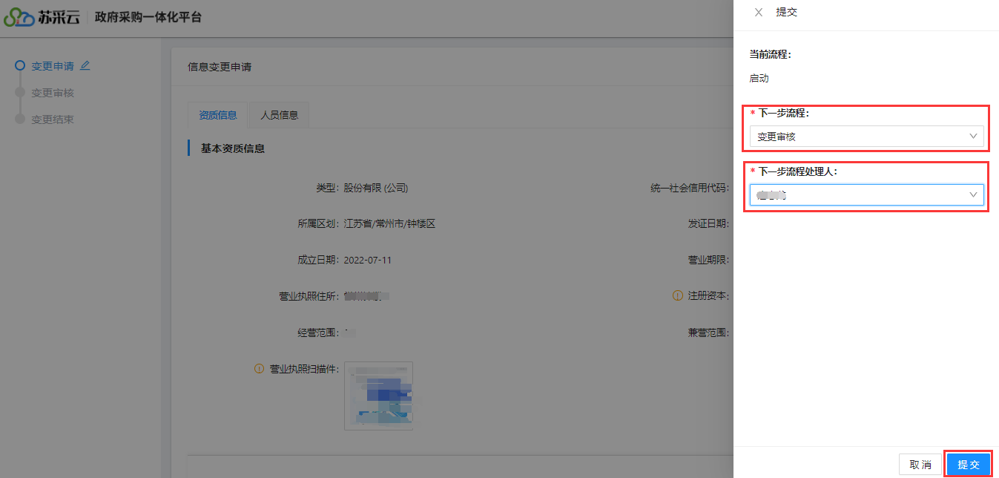 苏采云 政府采购一体化平台
变更申请
变更审核
变更结束
信息变更申请
资质信息 人员信息
基本资质信息
类型: 股份有限 (公司) 统一社会信用代码:
所属区划: 江苏省/常州市/钟楼区 发证日期:
成立日期: 2022-07-11 营业期限:
营业执照住所: 注册资本:
经营范围: 兼营范围:
营业执照扫描件:
提交
当前流程:
启动
* 下一步流程:
变更审核
* 下一步流程处理人:
取 消 提 交